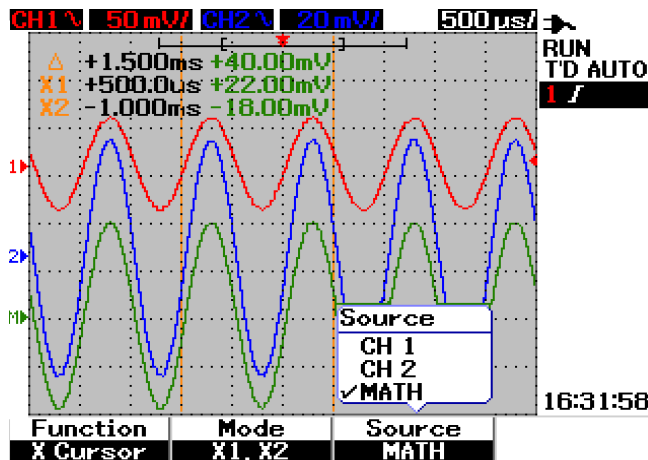 CH1 ∿ 50 mV/ CH2 ∿ 20 mV/ 500 µs/
RUN
T'D AUTO
1
Δ +1.500ms +40.00mV
X1 +500.0us +22.00mV
X2 -1.000ms -18.00mV
1
2
M
Source
CH 1
CH 2
✓MATH
16:31:58
Function Mode Source
X Cursor X1, X2 MATH